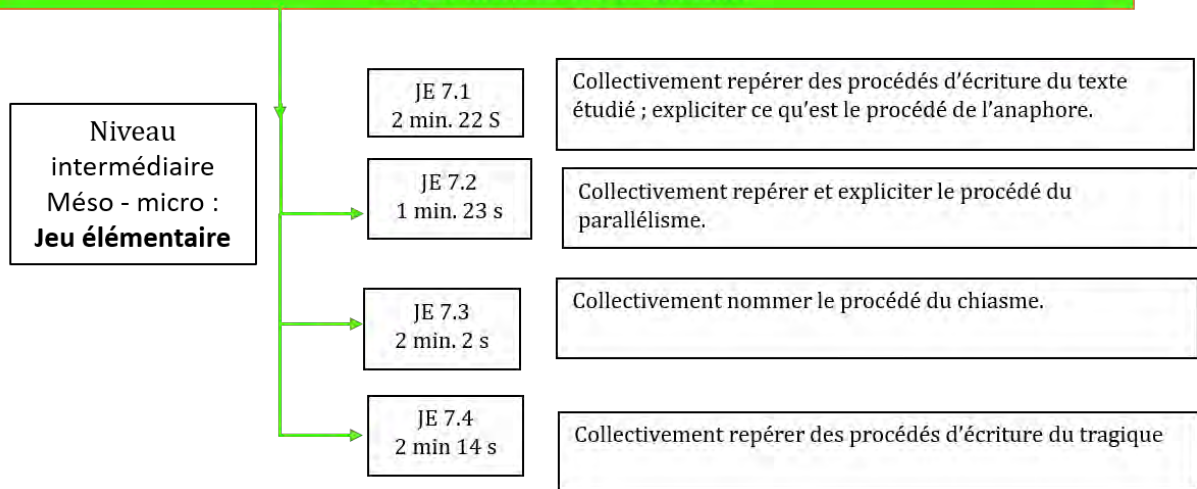 Niveau
intermédiaire
Méso - micro :
Jeu élémentaire
JE 7.1
2 min. 22 S
Collectivement repérer des procédés d'écriture du texte
étudié ; expliciter ce qu'est le procédé de l'anaphore.
JE 7.2
1 min. 23 s
Collectivement repérer et expliciter le procédé du
parallélisme.
JE 7.3
2 min. 2 s
Collectivement nommer le procédé du chiasme.
JE 7.4
2 min 14 s
Collectivement repérer des procédés d'écriture du tragique